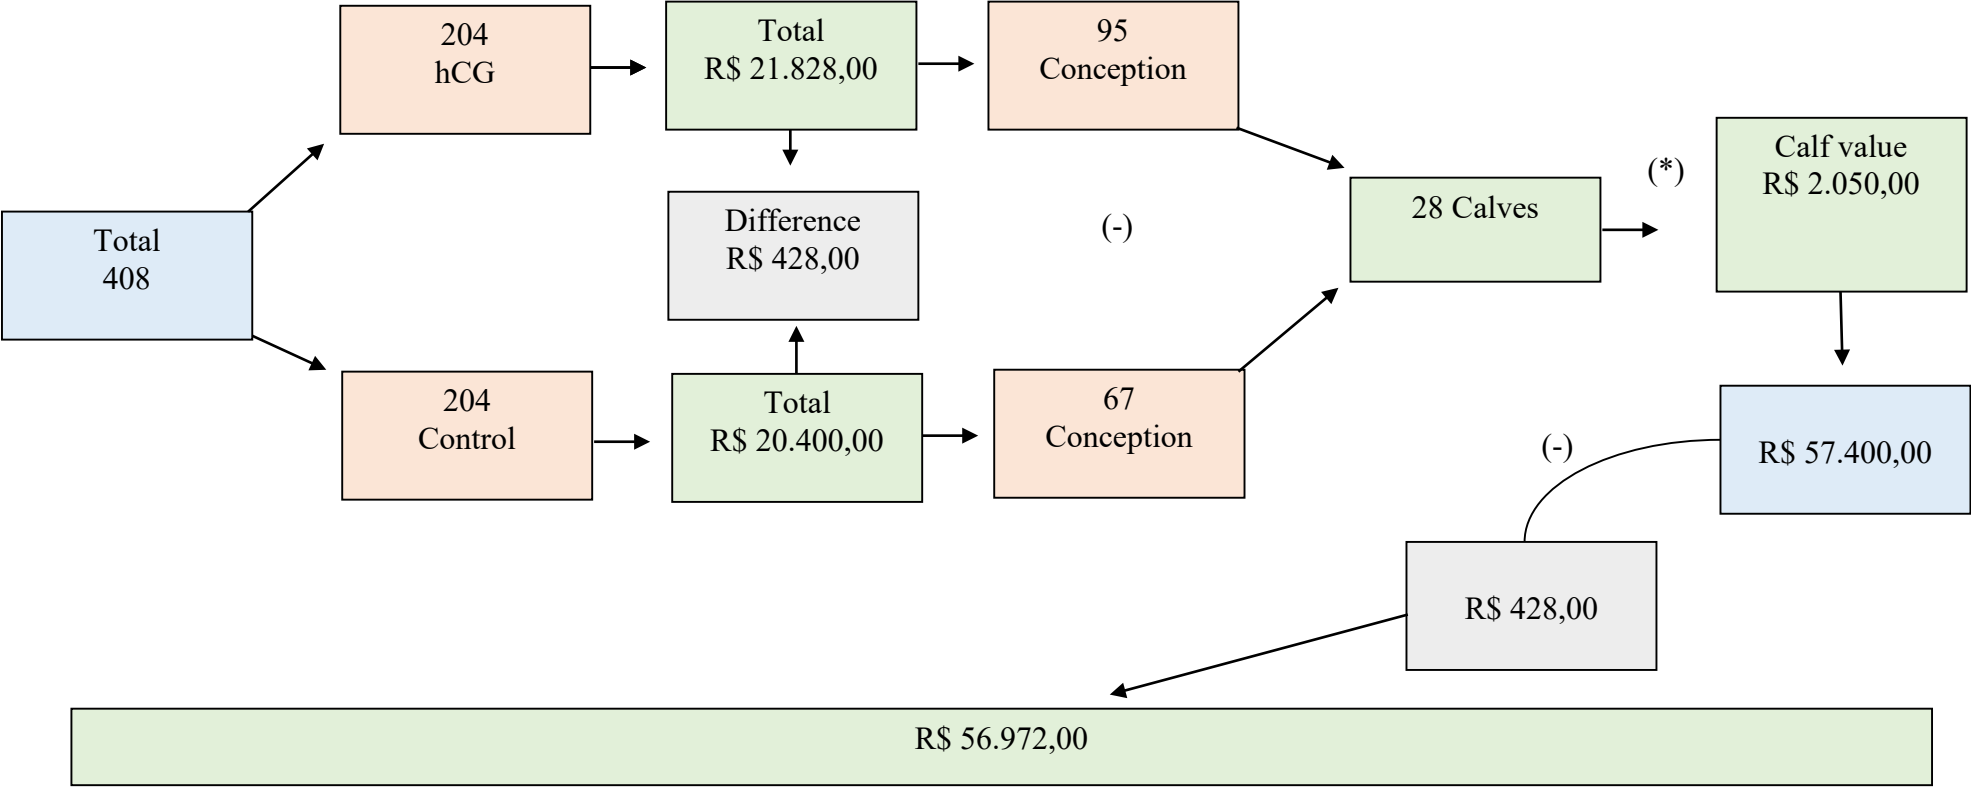 204
hCG
Total
R$ 21.828,00
95
Conception
Total
408
Difference
R$ 428,00
(-)
28 Calves
(*)
Calf value
R$ 2.050,00
204
Control
Total
R$ 20.400,00
67
Conception
R$ 57.400,00
(-)
R$ 428,00
R$ 56.972,00